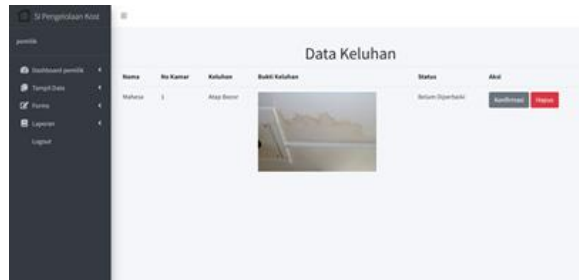 SI Pengelolaan Kost
pemilik
Dashboard pemilik
Tampil Data
Forms
Laporan
Logout
Data Keluhan
Nama No Kamar Keluhan Bukti Keluhan Status Aksi
Mahesa 1 Atap Bocor Belum Diperbaiki Konfirmasi Hapus